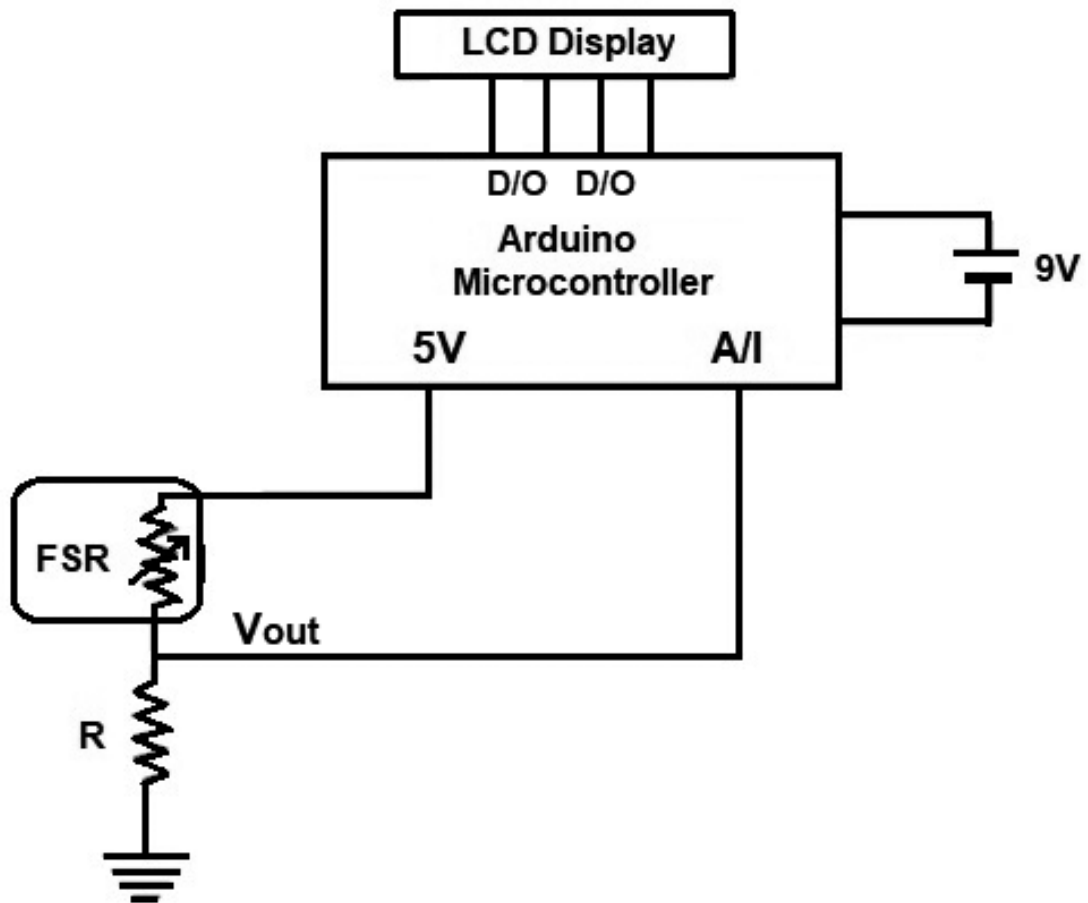 LCD Display
D/O D/O
Arduino
Microcontroller
9V
5V A/I
FSR
Vout
R